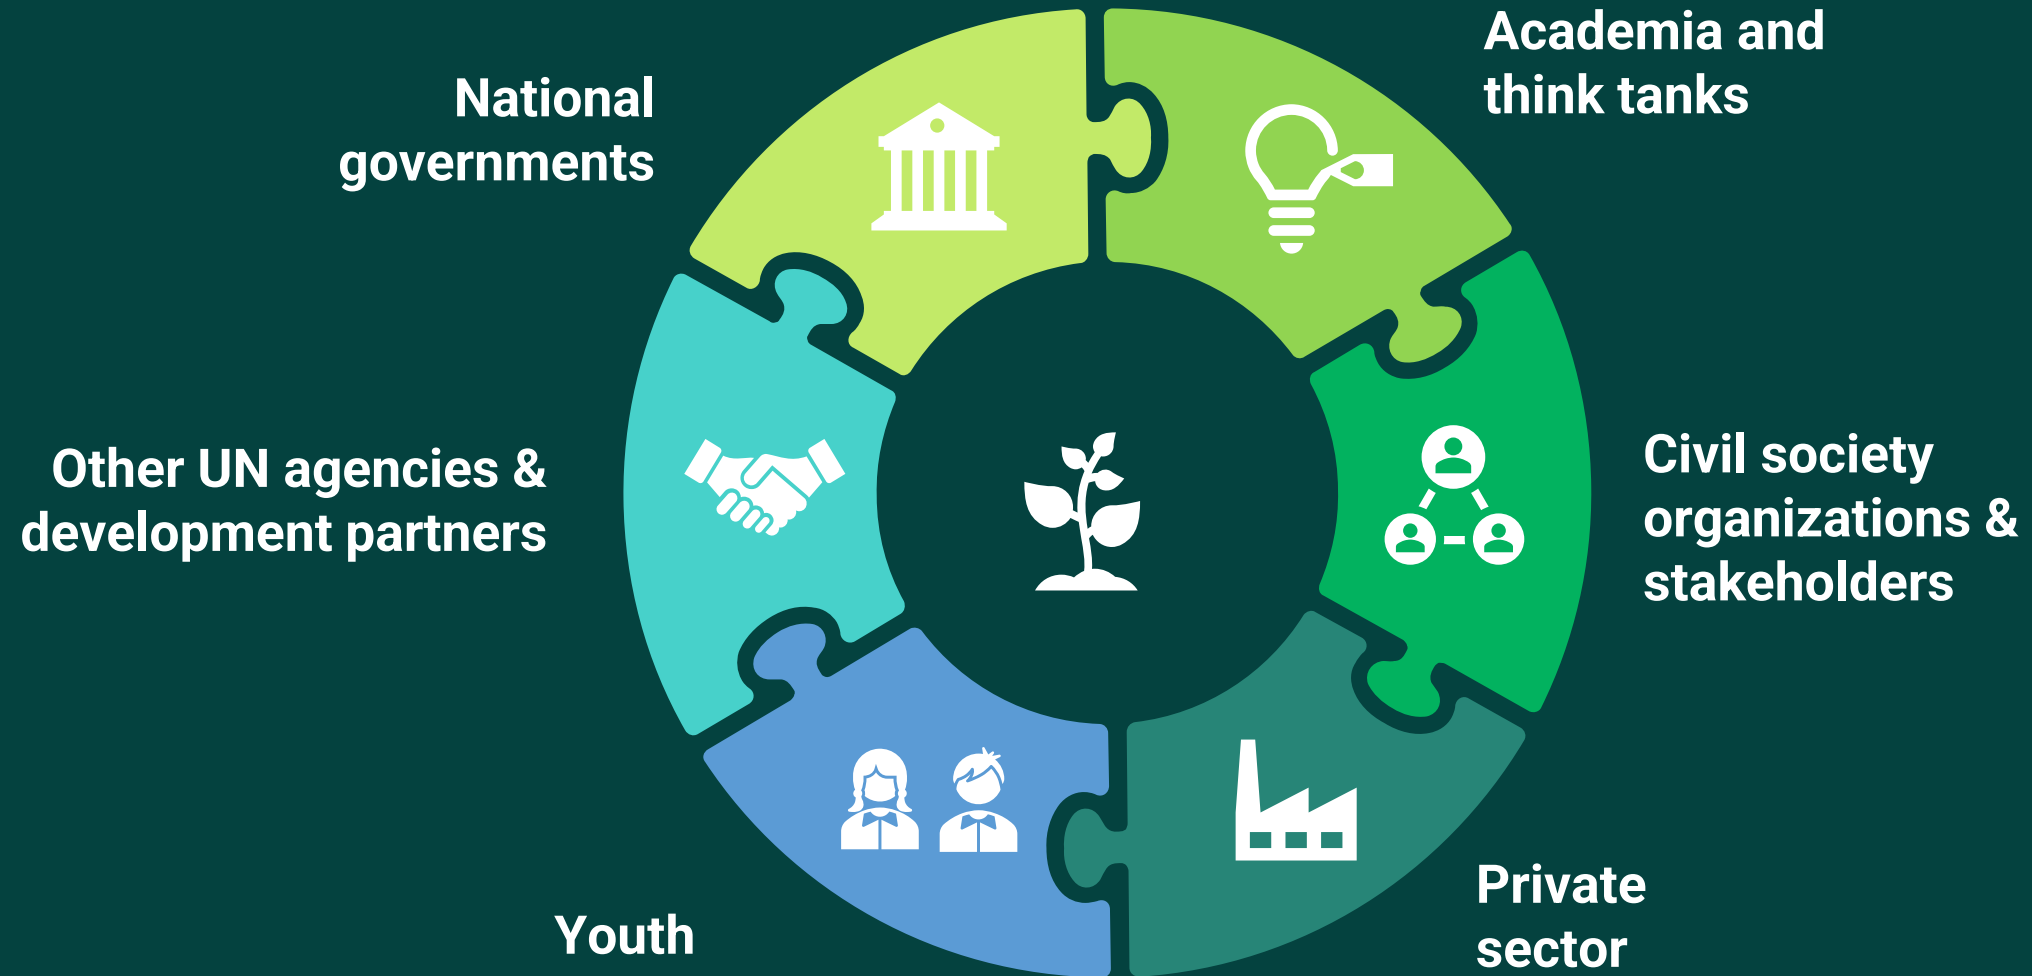 National
governments
Academia and
think tanks
Other UN agencies &
development partners
Civil society
organizations &
stakeholders
Youth
Private
sector